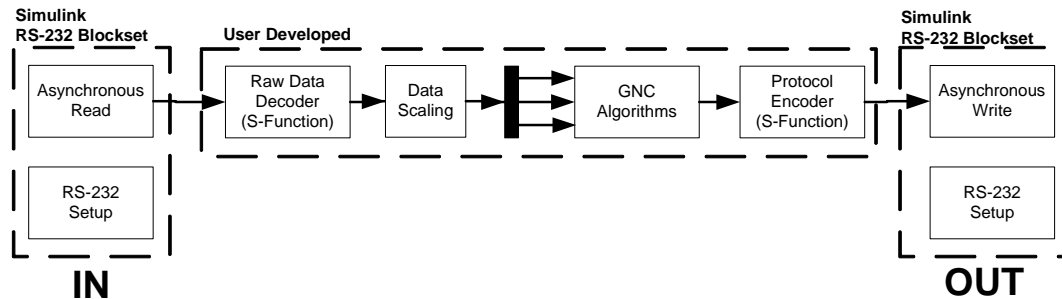 Simulink
RS-232 Blockset
User Developed
Simulink
RS-232 Blockset
Asynchronous
Read
Raw Data
Decoder
(S-Function)
Data
Scaling
GNC
Algorithms
Protocol
Encoder
(S-Function)
Asynchronous
Write
RS-232
Setup
RS-232
Setup
IN
OUT